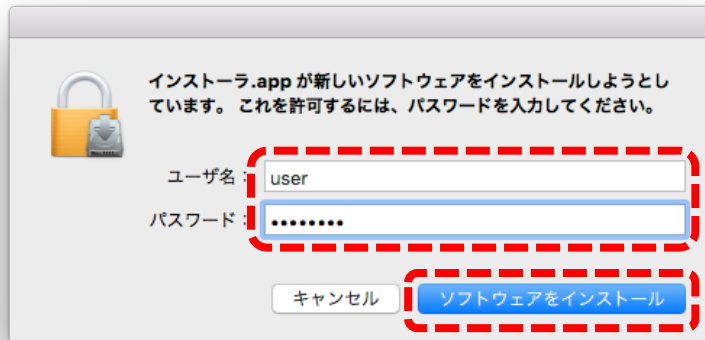 インストーラ.app が新しいソフトウェアをインストールしようとし
ています。 これを許可するには、パスワードを入力してください。
ユーザ名： user
パスワード： ••••••••
キャンセル ソフトウェアをインストール